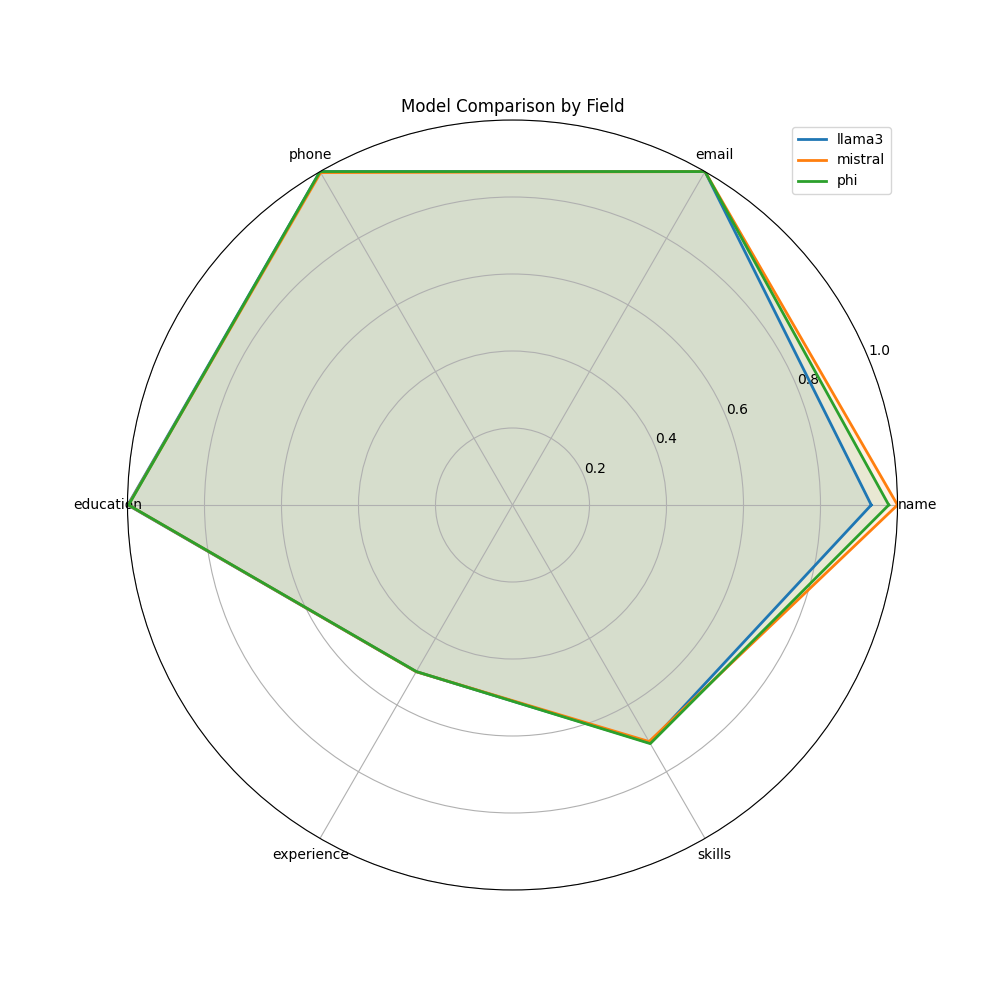 Model Comparison by Field
llama3
mistral
phi
phone
email
1.0
0.8
0.6
0.4
0.2
education
name
experience
skills